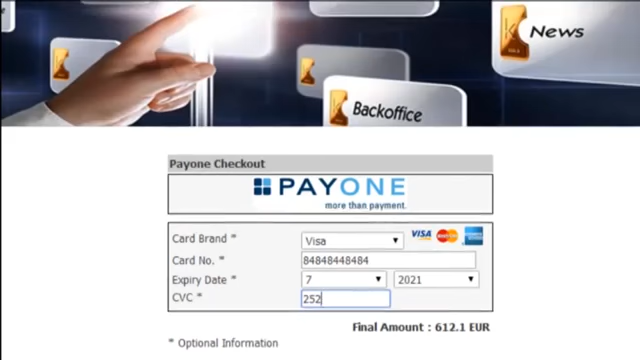 News
Backoffice
Payone Checkout
PAYONE
more than payment.
Card Brand * Visa VISA
Card No. * 84848448484
Expiry Date * 7 2021
CVC * 252
Final Amount : 612.1 EUR
* Optional Information